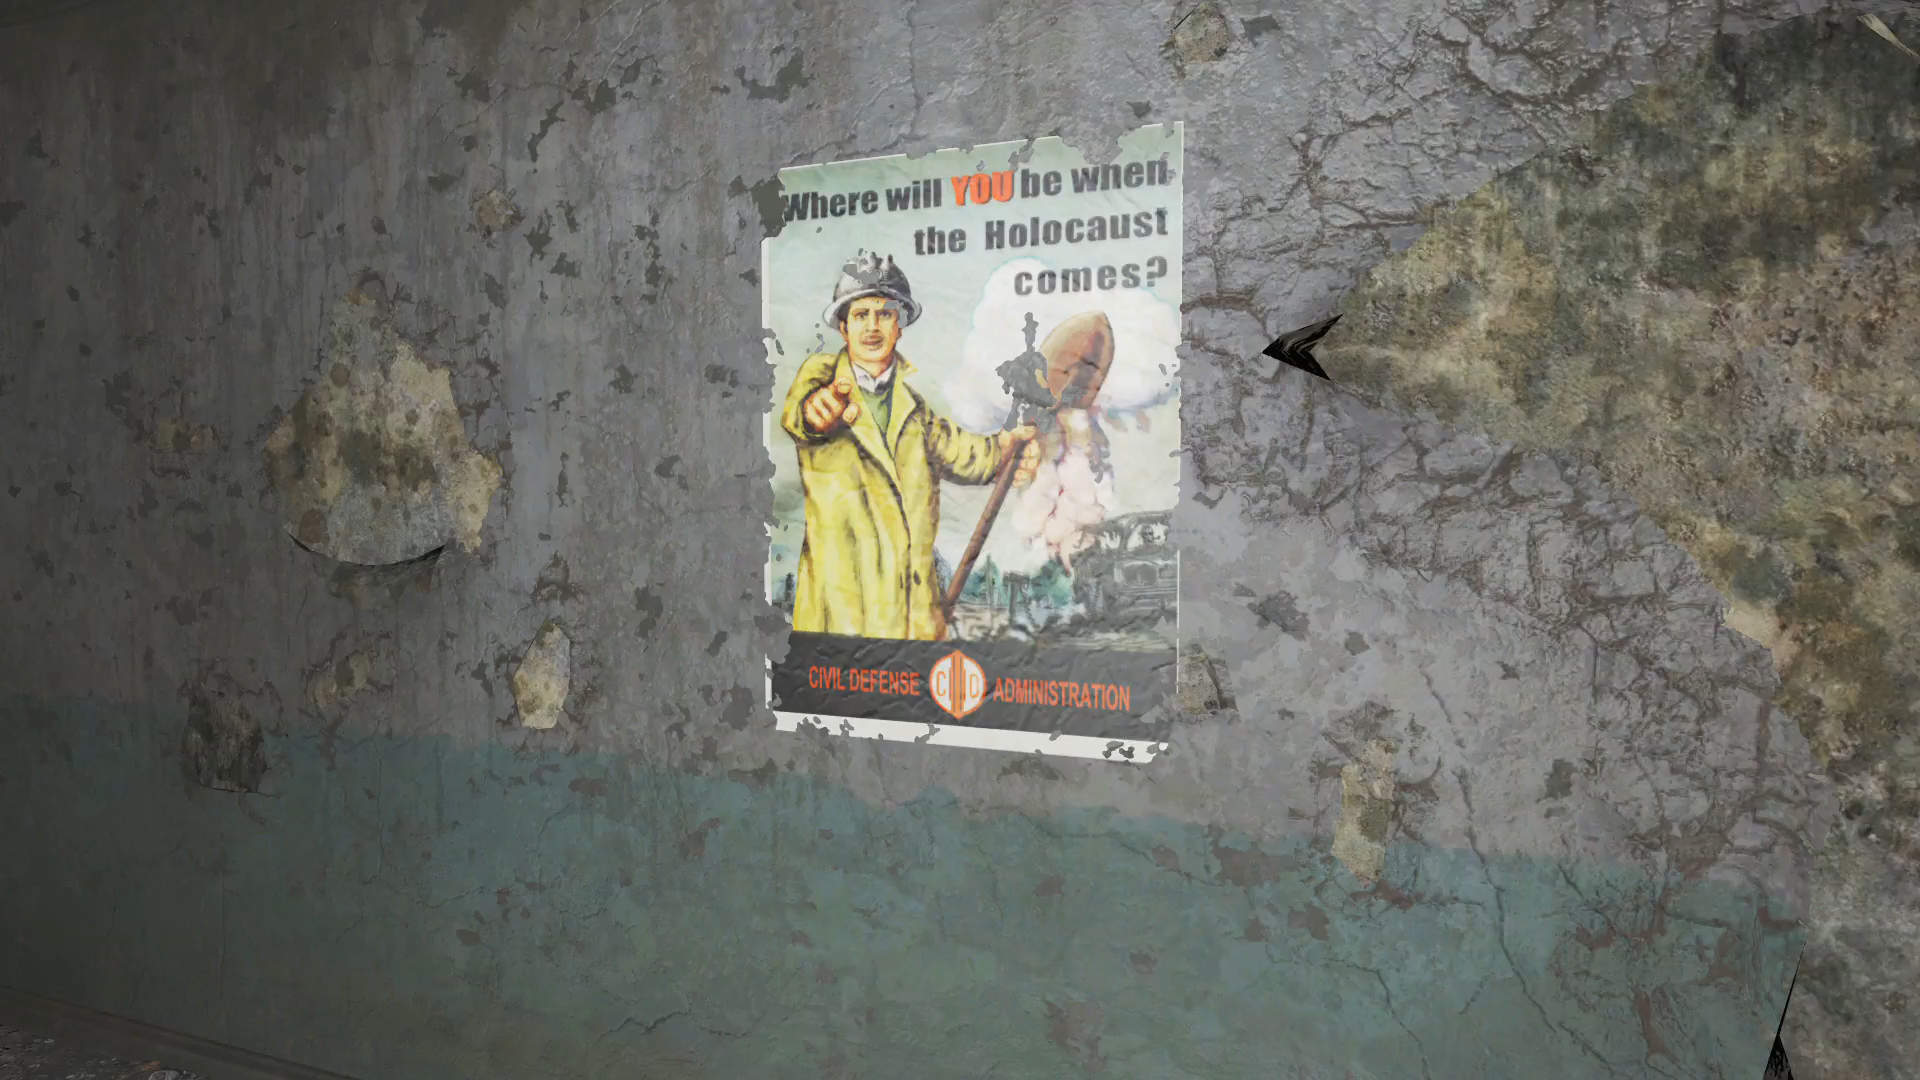 Where will YOU be when
the Holocaust
comes?
CIVIL DEFENSE CD ADMINISTRATION